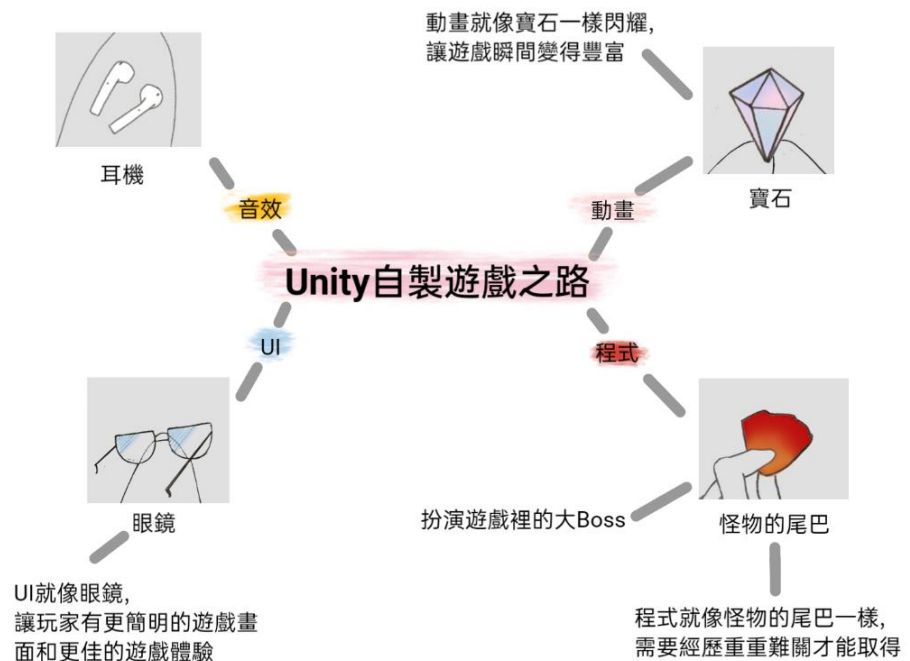 動畫就像寶石一樣閃耀,
讓遊戲瞬間變得豐富
耳機
寶石
音效
動畫
Unity自製遊戲之路
UI
程式
眼鏡
扮演遊戲裡的大Boss
怪物的尾巴
UI就像眼鏡,
讓玩家有更簡明的遊戲畫
面和更佳的遊戲體驗
程式就像怪物的尾巴一樣,
需要經歷重重難關才能取得